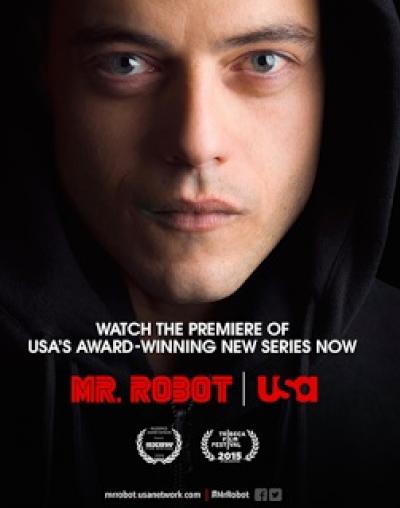 WATCH THE PREMIERE OF
USA'S AWARD-WINNING NEW SERIES NOW
MR. ROBOT | USA
SXSW
TRIBECA
FILM
FESTIVAL
2015
mrrobot.usanetwork.com | #MrRobot